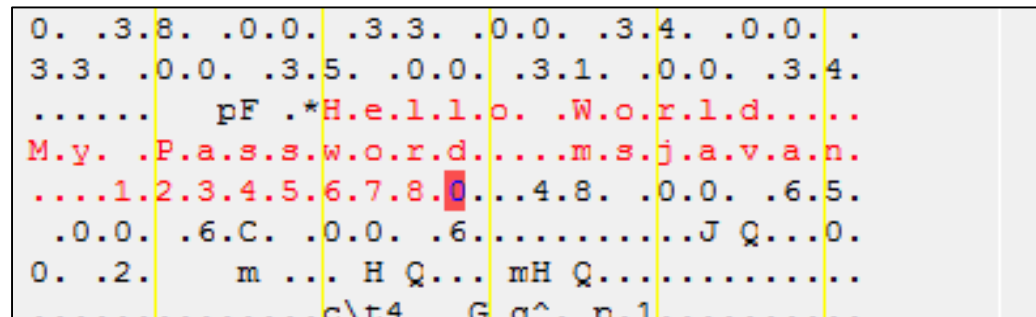 0. .3.8. .0.0. .3.3. .0.0. .3.4. .0.0. .
3.3. .0.0. .3.5. .0.0. .3.1. .0.0. .3.4.
...... pF .*H.e.l.l.o. .W.o.r.l.d.....
M.y. .P.a.s.s.w.o.r.d.....m.s.j.a.v.a.n.
....1.2.3.4.5.6.7.8.0...4.8. .0.0. .6.5.
.0.0. .6.C. .0.0. .6...........J Q...0.
0. .2. m ... H Q... mH Q.............